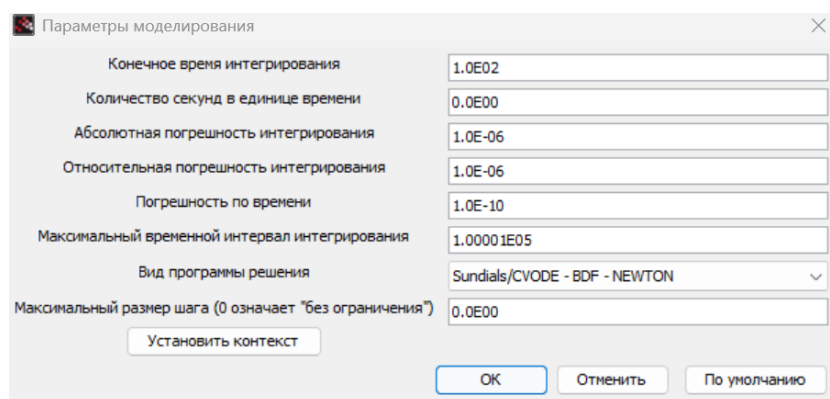 Параметры моделирования
Конечное время интегрирования 1.0E02
Количество секунд в единице времени 0.0E00
Абсолютная погрешность интегрирования 1.0E-06
Относительная погрешность интегрирования 1.0E-06
Погрешность по времени 1.0E-10
Максимальный временной интервал интегрирования 1.00001E05
Вид программы решения Sundials/CVODE - BDF - NEWTON
Максимальный размер шага (0 означает "без ограничения") 0.0E00
Установить контекст
OK Отменить По умолчанию